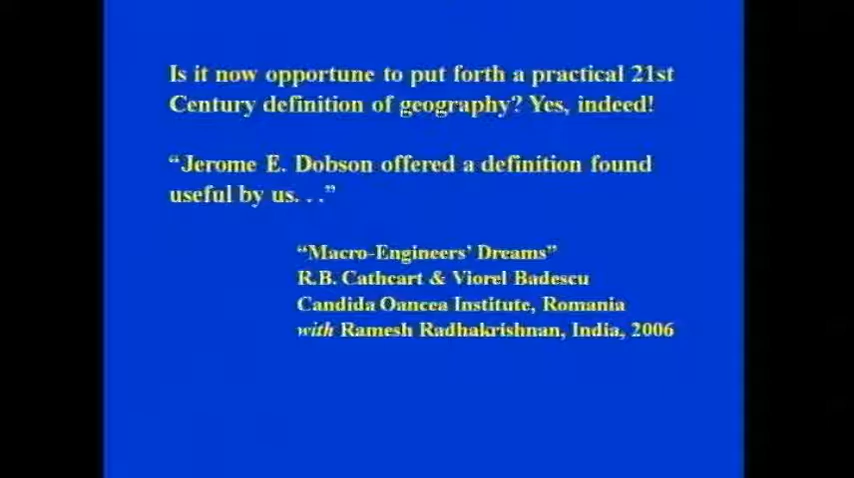 Is it now opportune to put forth a practical 21st
Century definition of geography? Yes, indeed!
“Jerome E. Dobson offered a definition found
useful by us. . .”
“Macro-Engineers’ Dreams”
R.B. Cathcart & Viorel Badescu
Candida Oancea Institute, Romania
with Ramesh Radhakrishnan, India, 2006